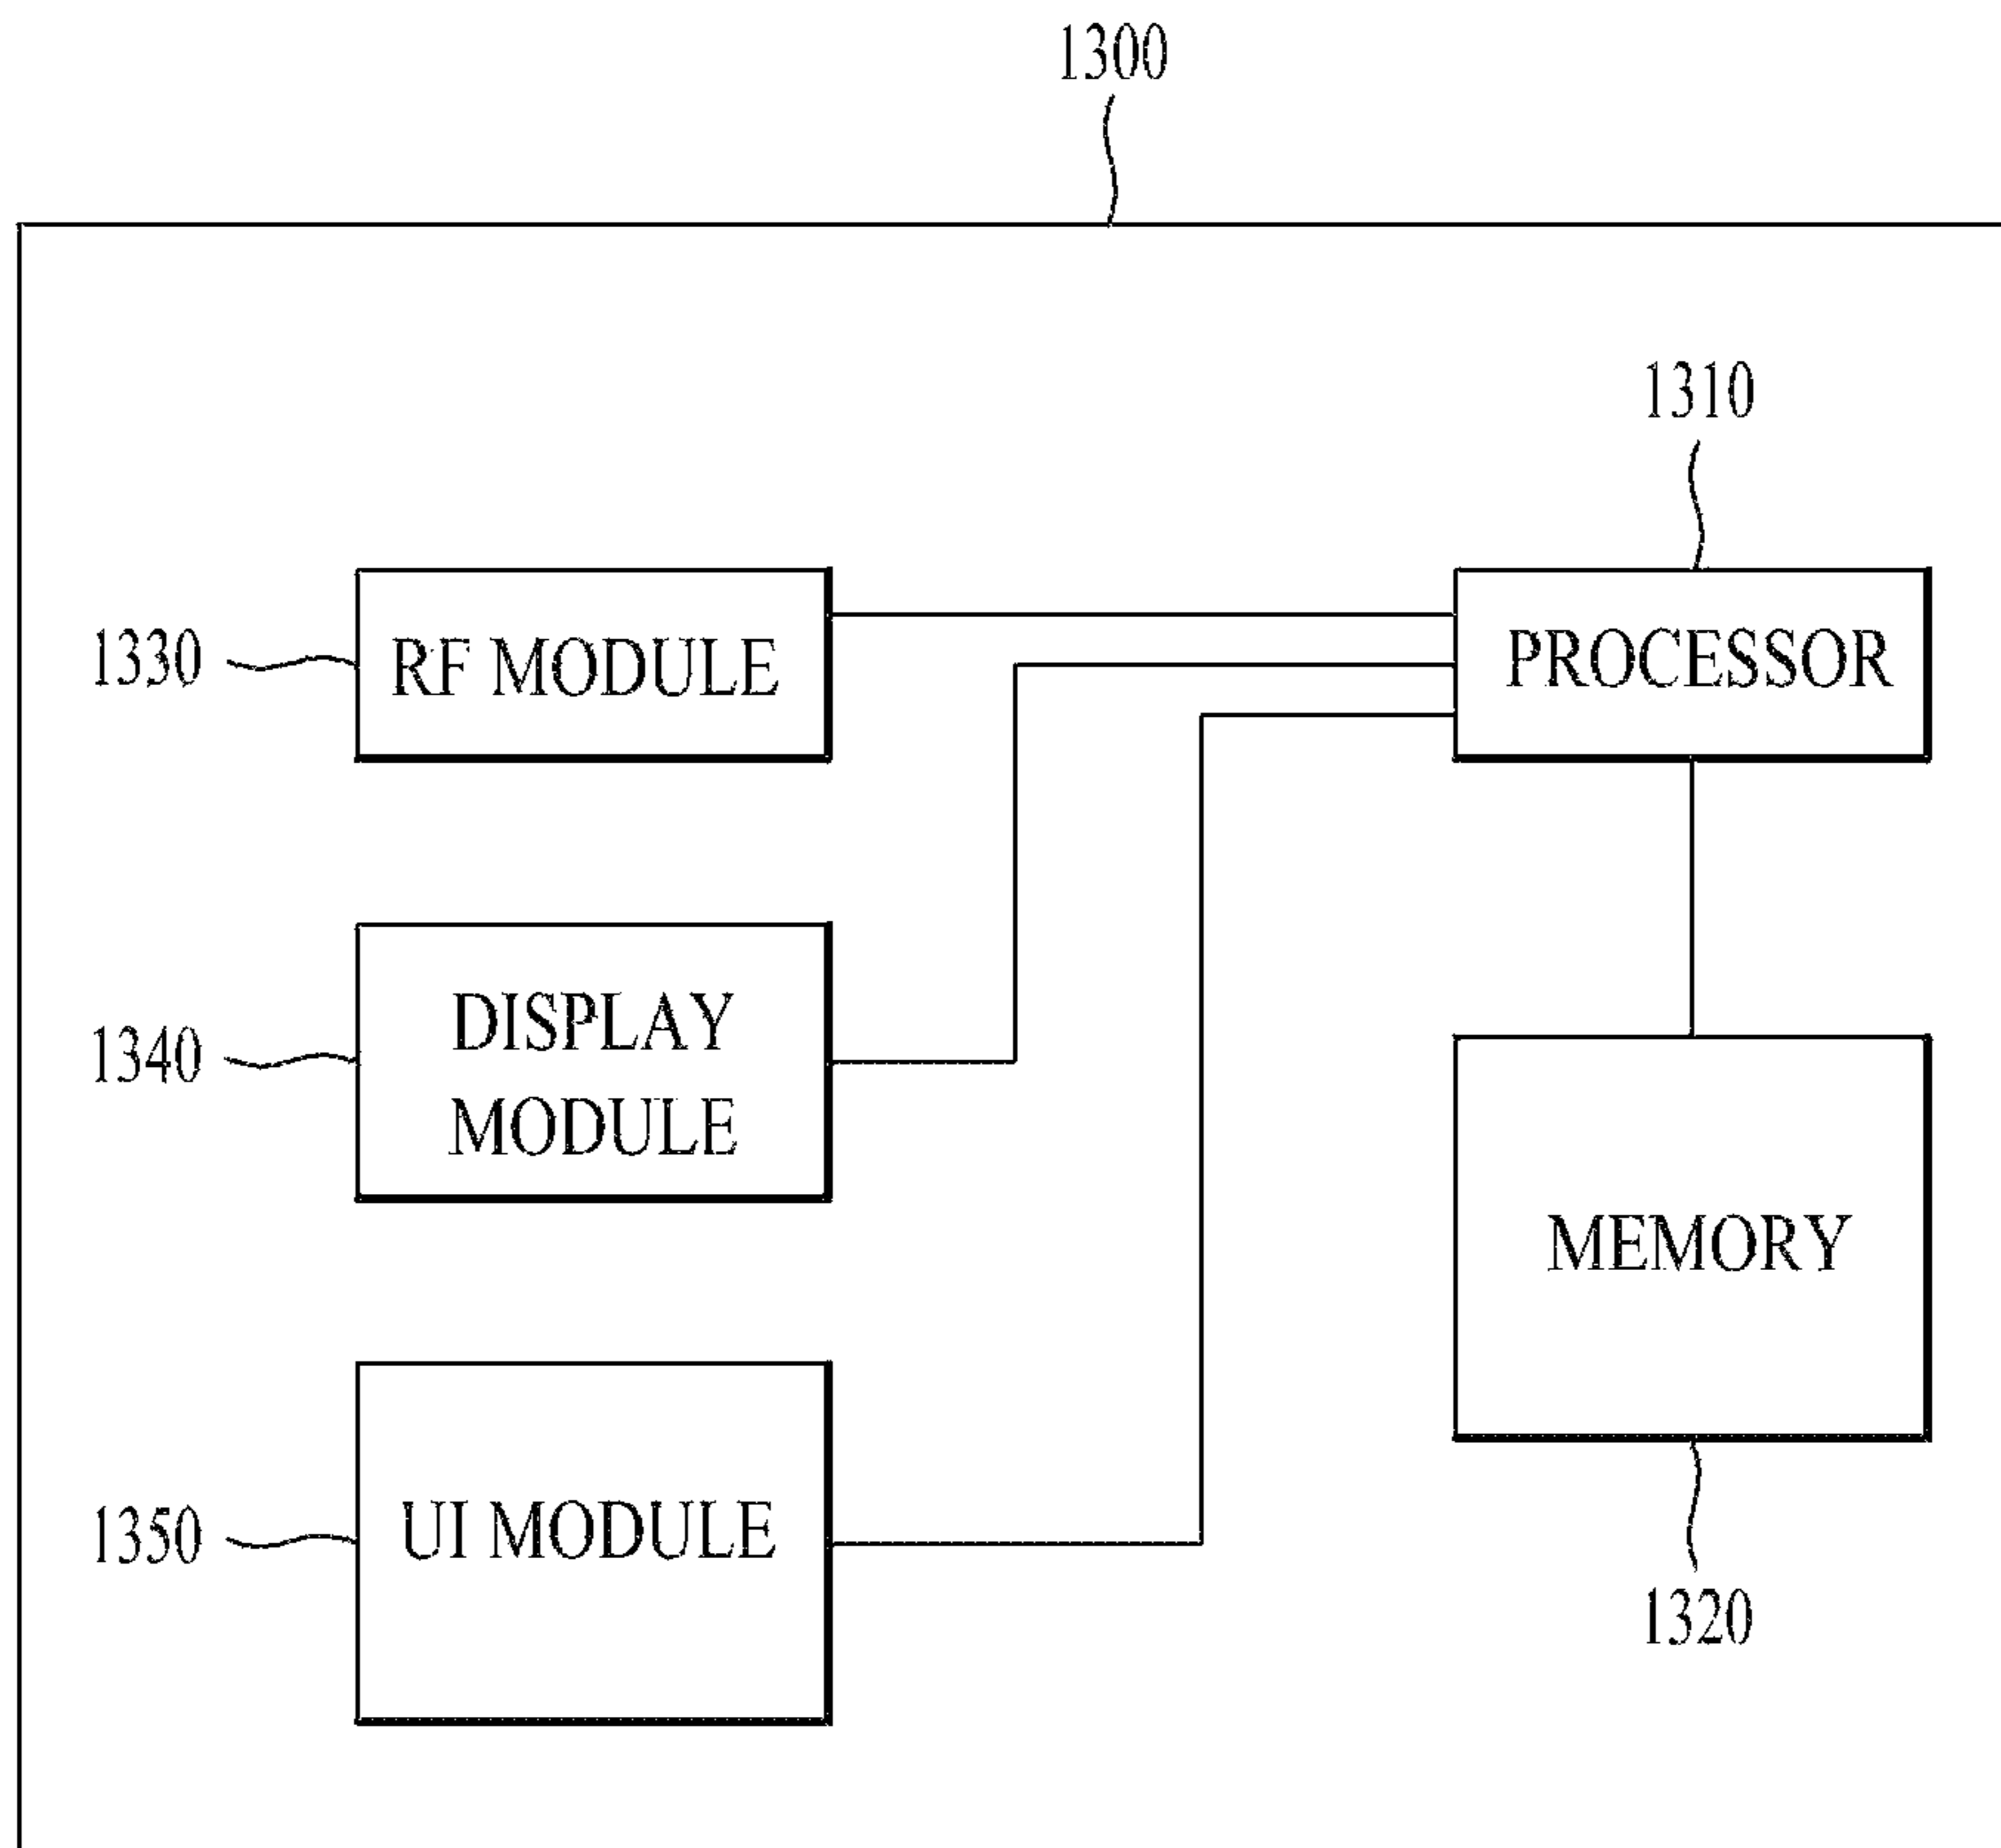 1300
1310
1330
RF MODULE
PROCESSOR
1340
DISPLAY
MODULE
MEMORY
1350
UI MODULE
1320